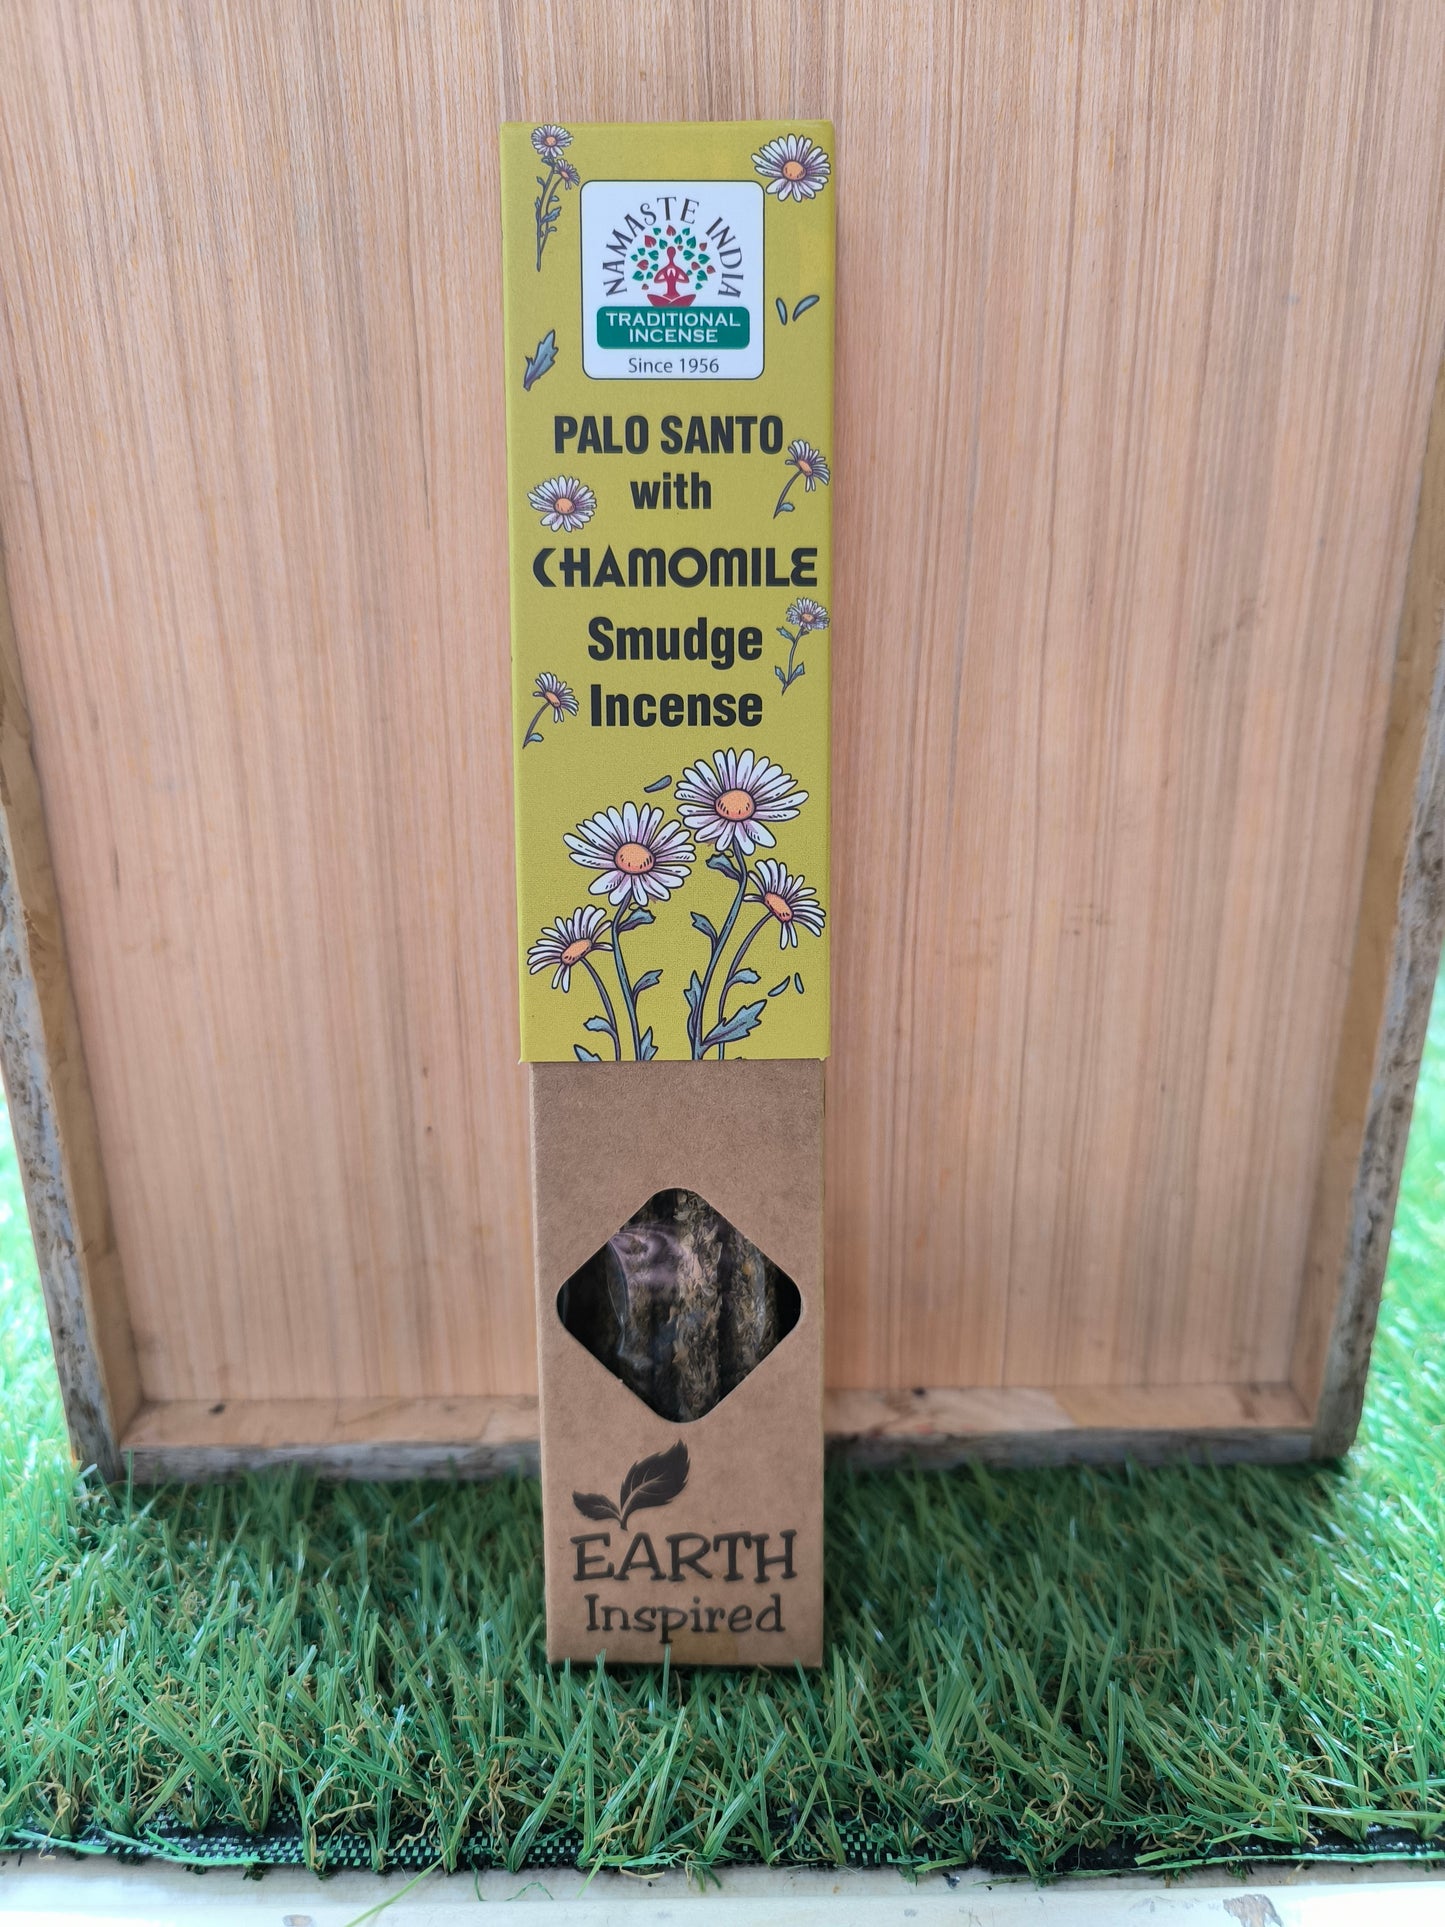 NAMASTE INDIA
TRADITIONAL
INCENSE
Since 1956
PALO SANTO
with
CHAMOMILE
Smudge
Incense
EARTH
Inspired